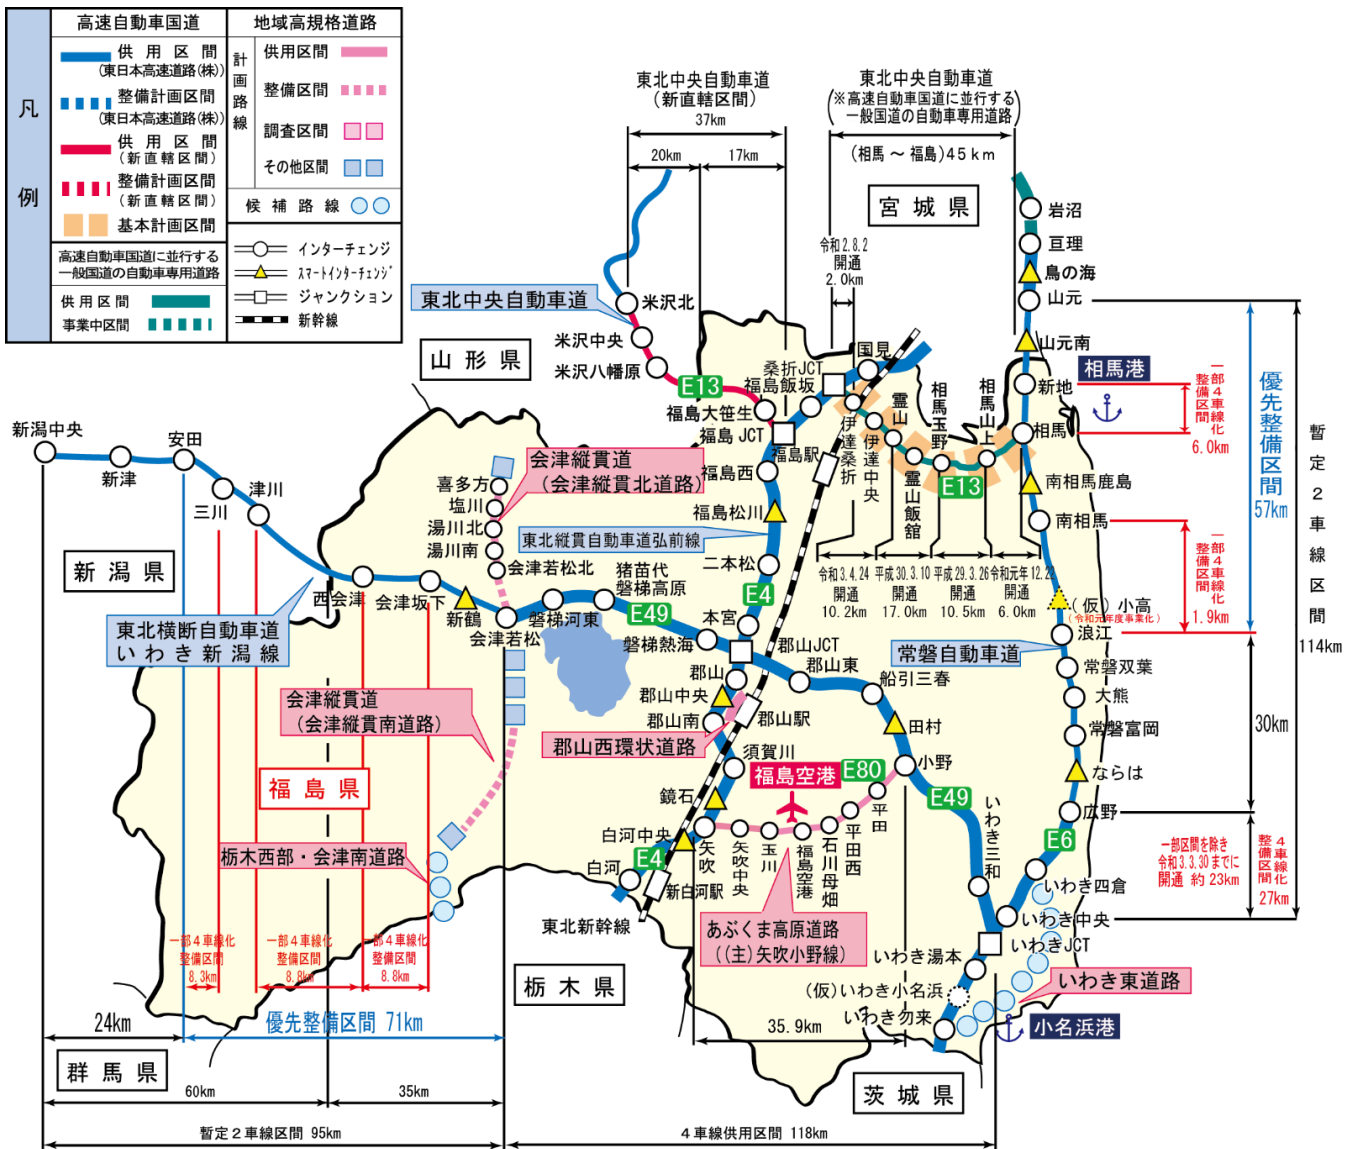 凡
例
高速自動車国道
供用区間
(東日本高速道路(株))
整備計画区間
(東日本高速道路(株))
供用区間
(新直轄区間)
整備計画区間
(新直轄区間)
基本計画区間
高速自動車国道に並行する
一般国道の自動車専用道路
供用区間
事業中区間
地域高規格道路
計画路線
供用区間
整備区間
調査区間
その他区間
候補路線
インターチェンジ
スマートインターチェンジ
ジャンクション
新幹線
東北中央自動車道
(新直轄区間)
37km
20km
17km
東北中央自動車道
(※高速自動車国道に並行する
一般国道の自動車専用道路)
(相馬～福島)45km
宮城県
令和2.8.2
開通
2.0km
岩沼
亘理
鳥の海
山元
山元南
新地
相馬
相馬港
南相馬鹿島
南相馬
(仮)小高
(令和元年度事業化)
浪江
常磐双葉
大熊
常磐富岡
ならは
広野
いわき四倉
いわき中央
いわきJCT
いわき湯本
(仮)いわき小名浜
いわき勿来
E6
常磐自動車道
一部4車線化
整備区間
6.0km
一部4車線化
整備区間
1.9km
優先整備区間
57km
暫定2車線区間
114km
30km
4車線化
整備区間
27km
一部区間を除き
令和3.3.30までに
開通 約23km
東北中央自動車道
米沢北
米沢中央
米沢八幡原
山形県
E13
福島大笹生
福島JCT
福島飯坂
桑折JCT
国見
福島駅
福島西
福島松川
二本松
本宮
E4
東北縦貫自動車道弘前線
伊達桑折
伊達中央
霊山
霊山飯舘
相馬玉野
相馬山上
E13
令和3.4.24
開通
10.2km
平成30.3.10
開通
17.0km
平成29.3.26
開通
10.5km
令和元年12.22
開通
6.0km
新潟中央
新津
安田
三川
津川
西会津
会津坂下
新鶴
会津若松
磐梯河東
猪苗代
磐梯高原
E49
磐梯熱海
郡山JCT
郡山東
船引三春
田村
小野
E49
いわき三和
新潟県
東北横断自動車道
いわき新潟線
会津縦貫道
(会津縦貫北道路)
喜多方
塩川
湯川北
湯川南
会津若松北
会津縦貫道
(会津縦貫南道路)
福島県
栃木西部・会津南道路
郡山
郡山中央
郡山南
郡山駅
郡山西環状道路
須賀川
鏡石
矢吹
白河中央
白河
E4
新白河駅
東北新幹線
福島空港
E80
矢吹中央
玉川
福島空港
石川母畑
平田西
平田
あぶくま高原道路
((主)矢吹小野線)
いわき東道路
小名浜港
栃木県
茨城県
群馬県
一部4車線化
整備区間
8.3km
一部4車線化
整備区間
8.8km
一部4車線化
整備区間
8.8km
24km
優先整備区間 71km
35.9km
60km
35km
暫定2車線区間 95km
4車線供用区間 118km